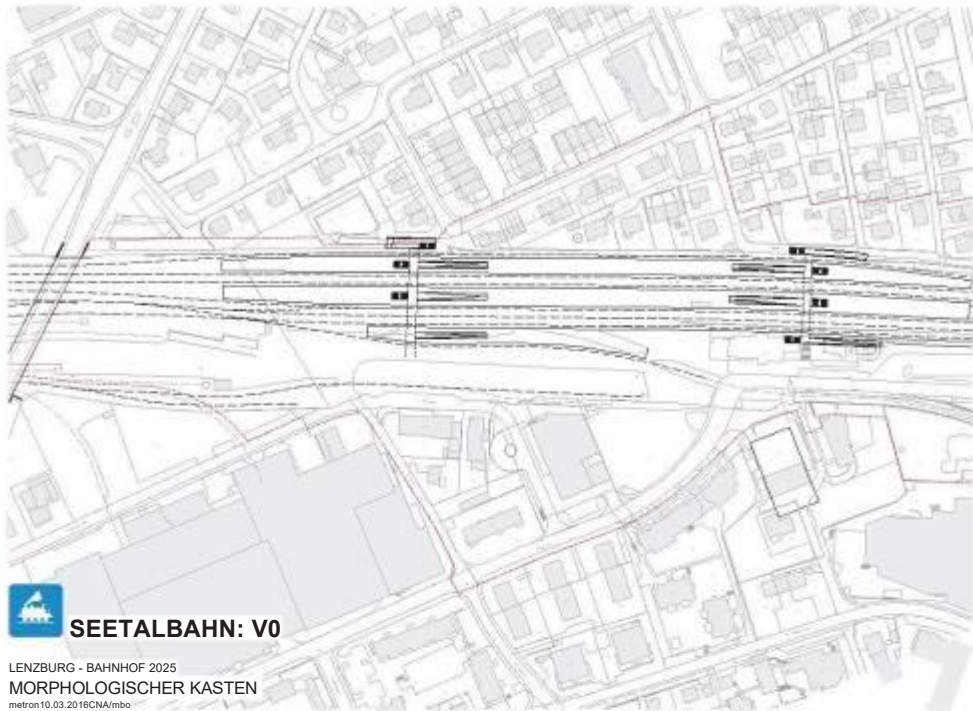 SEETALBAHN: V0
LENZBURG - BAHNHOF 2025
MORPHOLOGISCHER KASTEN
metron10.03.2016CNA/mbo